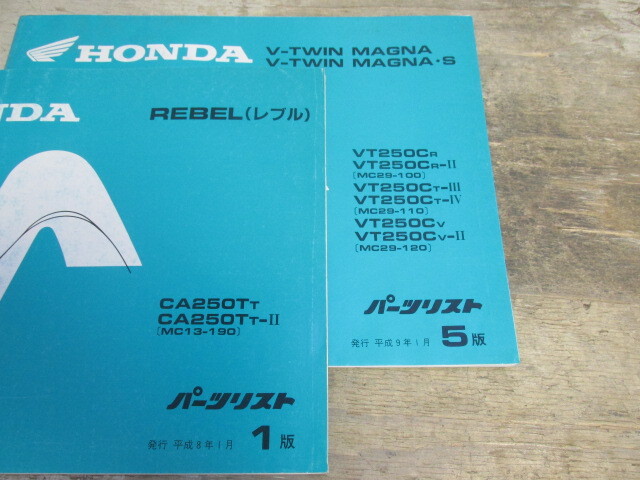 HONDA
V-TWIN MAGNA
V-TWIN MAGNA・S
VT250CR
VT250CR-II
[MC29-100]
VT250CT-III
VT250CT-IV
[MC29-110]
VT250CV
VT250CV-II
[MC29-120]
パーツリスト
発行 平成9年1月 5版
NDA
REBEL(レブル)
CA250TT
CA250TT-II
[MC13-190]
パーツリスト
発行 平成8年1月 1版